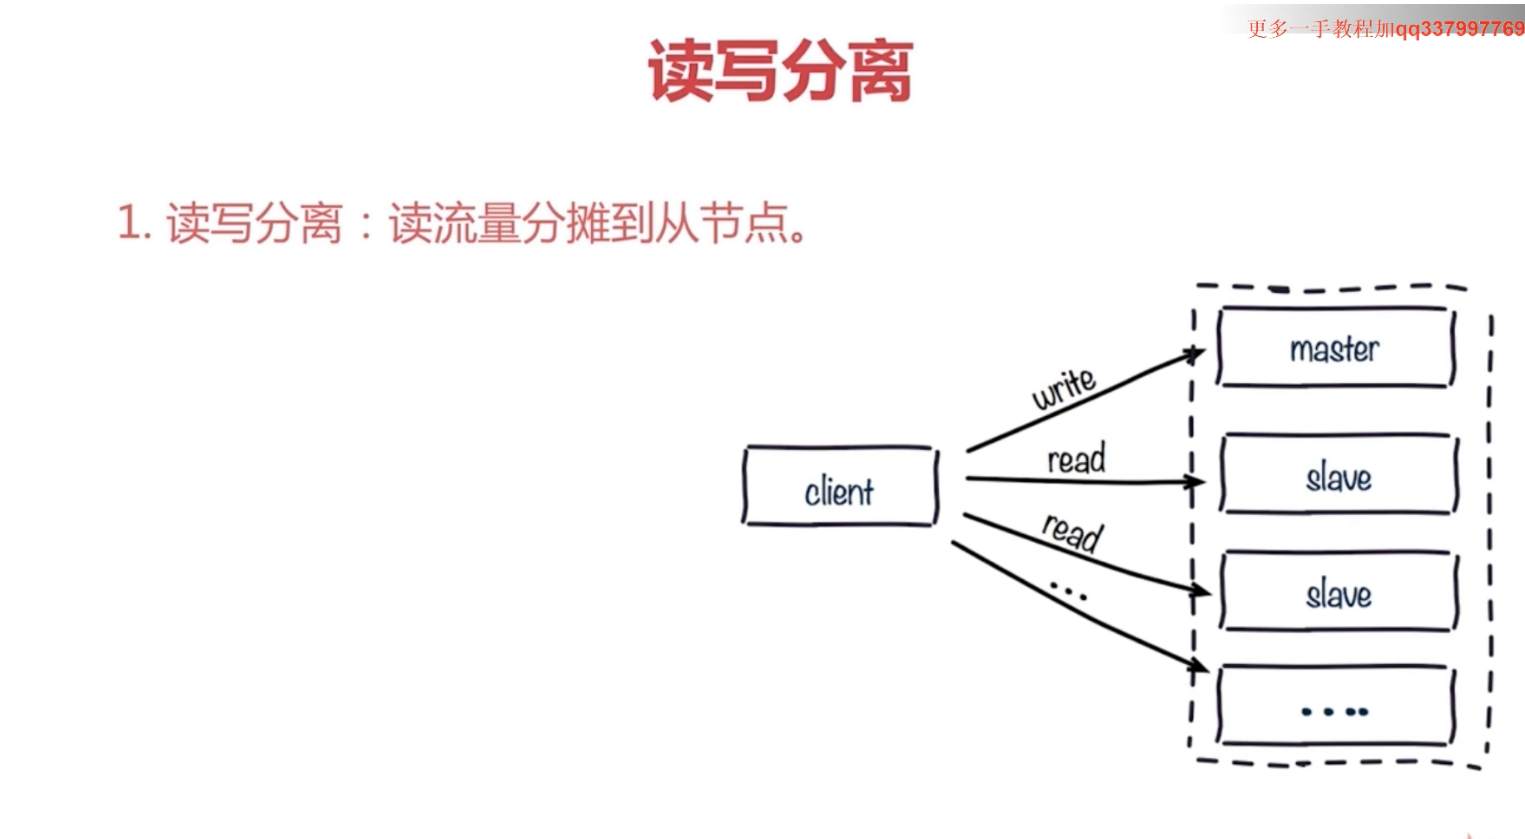 更多一手教程加qq337997769
读写分离
1. 读写分离：读流量分摊到从节点。
master
write
read
slave
client
read
slave
...
....